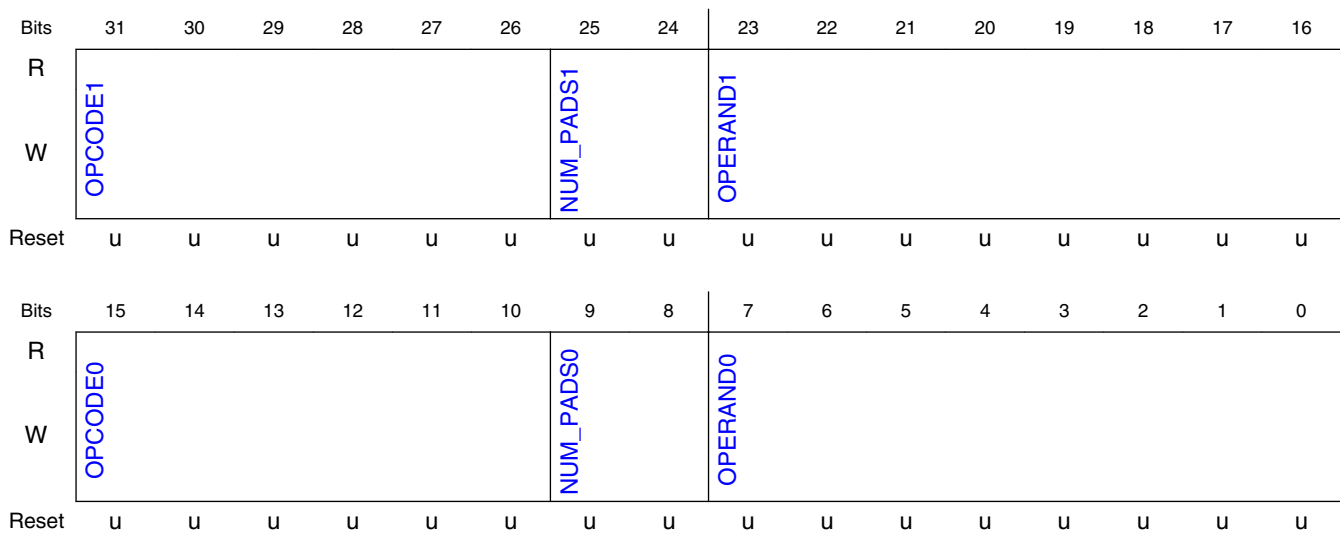 Bits 31 30 29 28 27 26 25 24 23 22 21 20 19 18 17 16
R
W
OPCODE1 NUM_PADS1 OPERAND1
Reset u u u u u u u u u u u u u u u u
Bits 15 14 13 12 11 10 9 8 7 6 5 4 3 2 1 0
R
W
OPCODE0 NUM_PADS0 OPERAND0
Reset u u u u u u u u u u u u u u u u